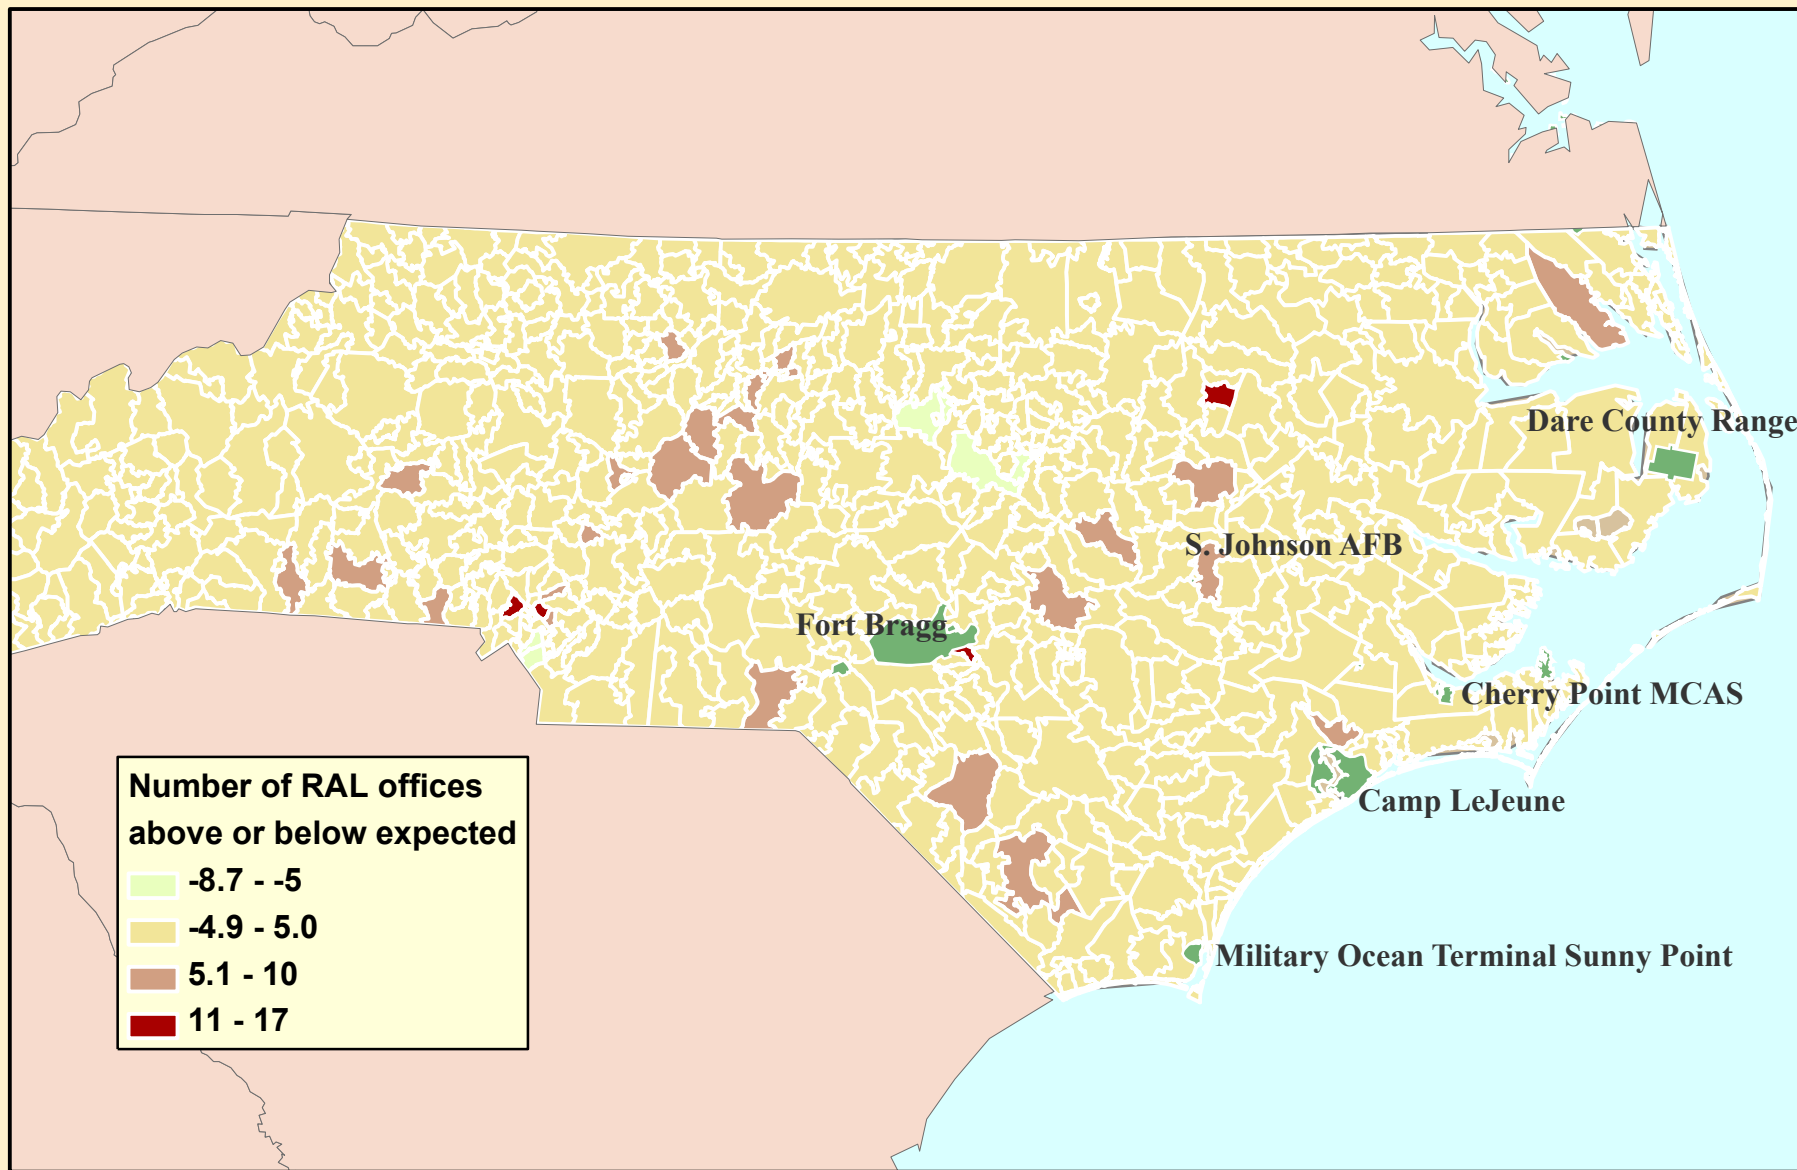 Dare County Range
S. Johnson AFB
Fort Bragg
Cherry Point MCAS
Camp LeJeune
Military Ocean Terminal Sunny Point
Number of RAL offices
above or below expected
-8.7 - -5
-4.9 - 5.0
5.1 - 10
11 - 17